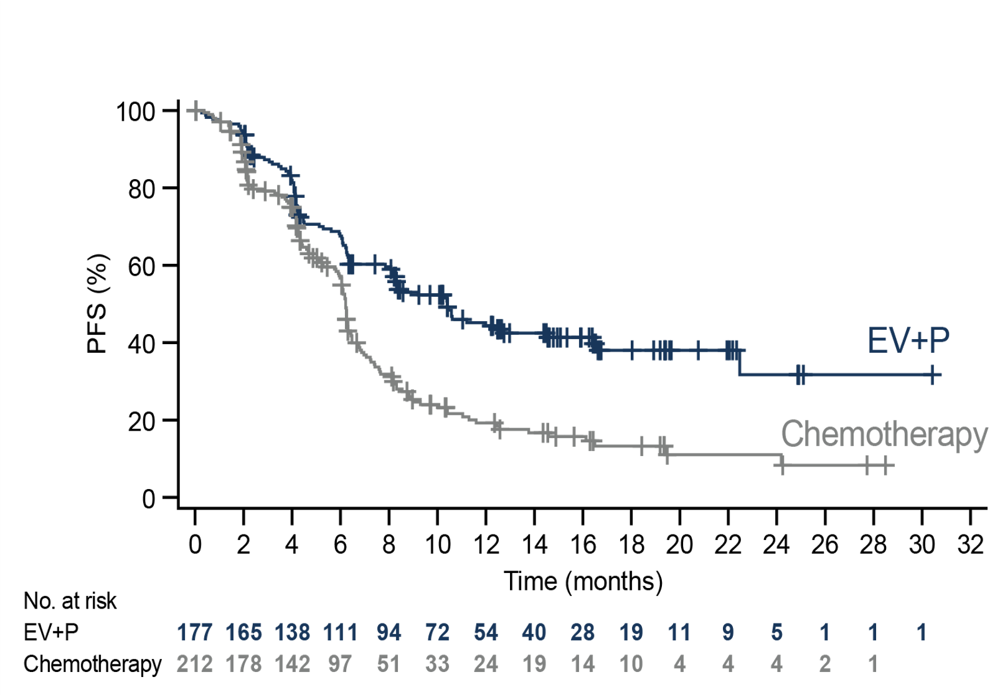 100
80
60
40
20
0
PFS (%)
EV+P
Chemotherapy
0 2 4 6 8 10 12 14 16 18 20 22 24 26 28 30 32
Time (months)
No. at risk
EV+P 177 165 138 111 94 72 54 40 28 19 11 9 5 1 1 1
Chemotherapy 212 178 142 97 51 33 24 19 14 10 4 4 4 2 1